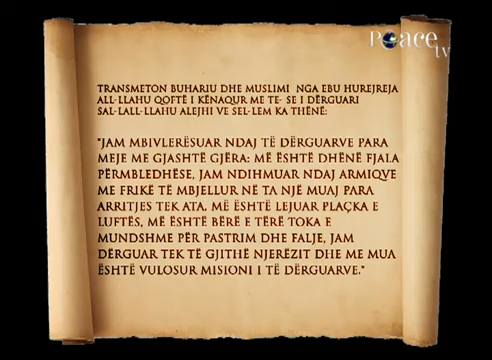 Peace tv
TRANSMETON BUHARIU DHE MUSLIMI NGA EBU HUREJREJA
ALL-LLAHU QOFTË I KËNAQUR ME TE- SE I DËRGUARI
SAL-LALL-LLAHU ALEJHI VE SEL-LEM KA THËNË:
"JAM MBIVLERËSUAR NDAJ TË DËRGUARVE PARA
MEJE ME GJASHTË GJËRA: MË ËSHTË DHËNË FJALA
PËRMBLEDHËSE, JAM NDIHMUAR NDAJ ARMIQVE
ME FRIKË TË MBJELLUR NË TA NJË MUAJ PARA
ARRITJES TEK ATA, MË ËSHTË LEJUAR PLAÇKA E
LUFTËS, MË ËSHTË BËRË E TËRË TOKA E
MUNDSHME PËR PASTRIM DHE FALJE, JAM
DËRGUAR TEK TË GJITHË NJERËZIT DHE ME MUA
ËSHTË VULOSUR MISIONI I TË DËRGUARVE."